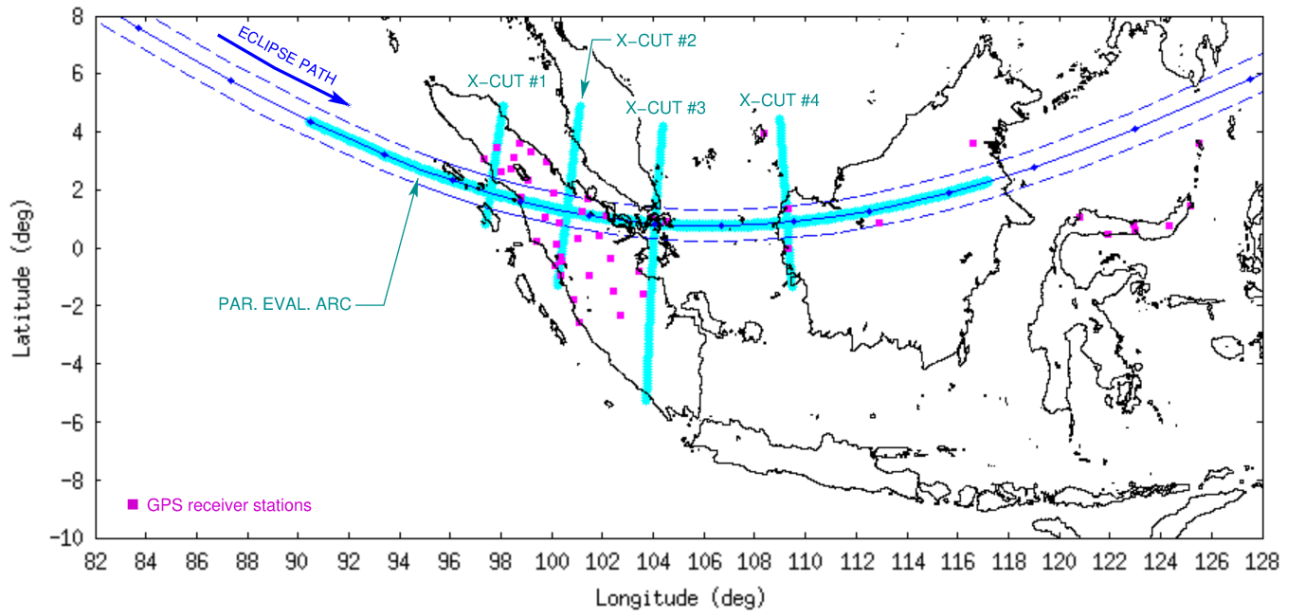 ECLIPSE PATH
X-CUT #1
X-CUT #2
X-CUT #3
X-CUT #4
PAR. EVAL. ARC
GPS receiver stations
Latitude (deg)
8
6
4
2
0
-2
-4
-6
-8
-10
82 84 86 88 90 92 94 96 98 100 102 104 106 108 110 112 114 116 118 120 122 124 126 128
Longitude (deg)